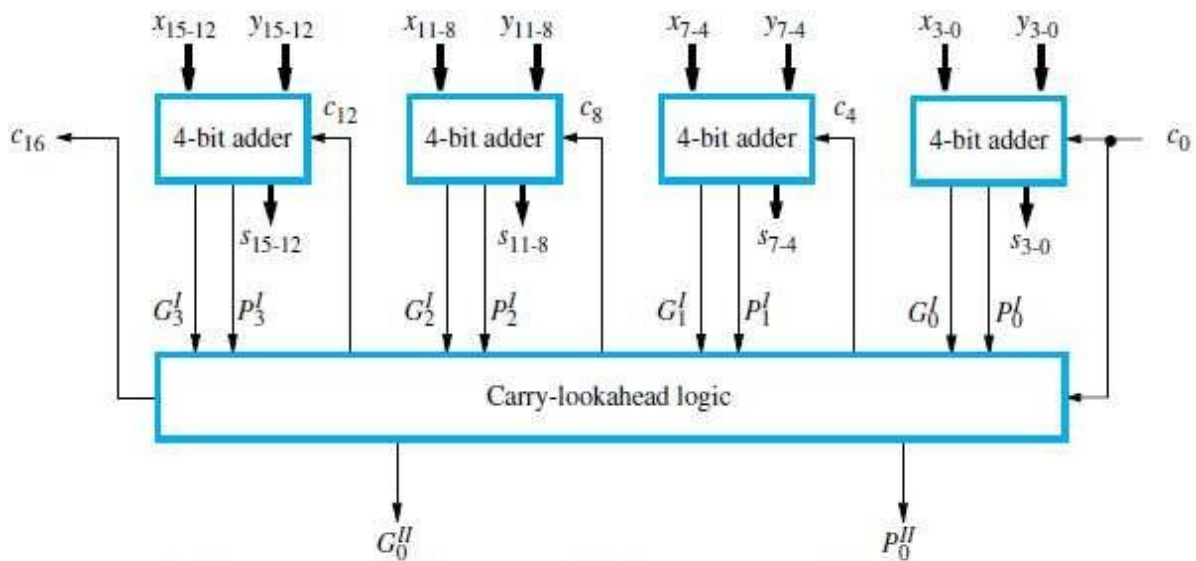 x₁₅₋₁₂ y₁₅₋₁₂ x₁₁₋₈ y₁₁₋₈ x₇₋₄ y₇₋₄ x₃₋₀ y₃₋₀
c₁₆ 4-bit adder c₁₂ 4-bit adder c₈ 4-bit adder c₄ 4-bit adder c₀
s₁₅₋₁₂ s₁₁₋₈ s₇₋₄ s₃₋₀
G₃ᴵ P₃ᴵ G₂ᴵ P₂ᴵ G₁ᴵ P₁ᴵ G₀ᴵ P₀ᴵ
Carry-lookahead logic
G₀ᴵᴵ P₀ᴵᴵ